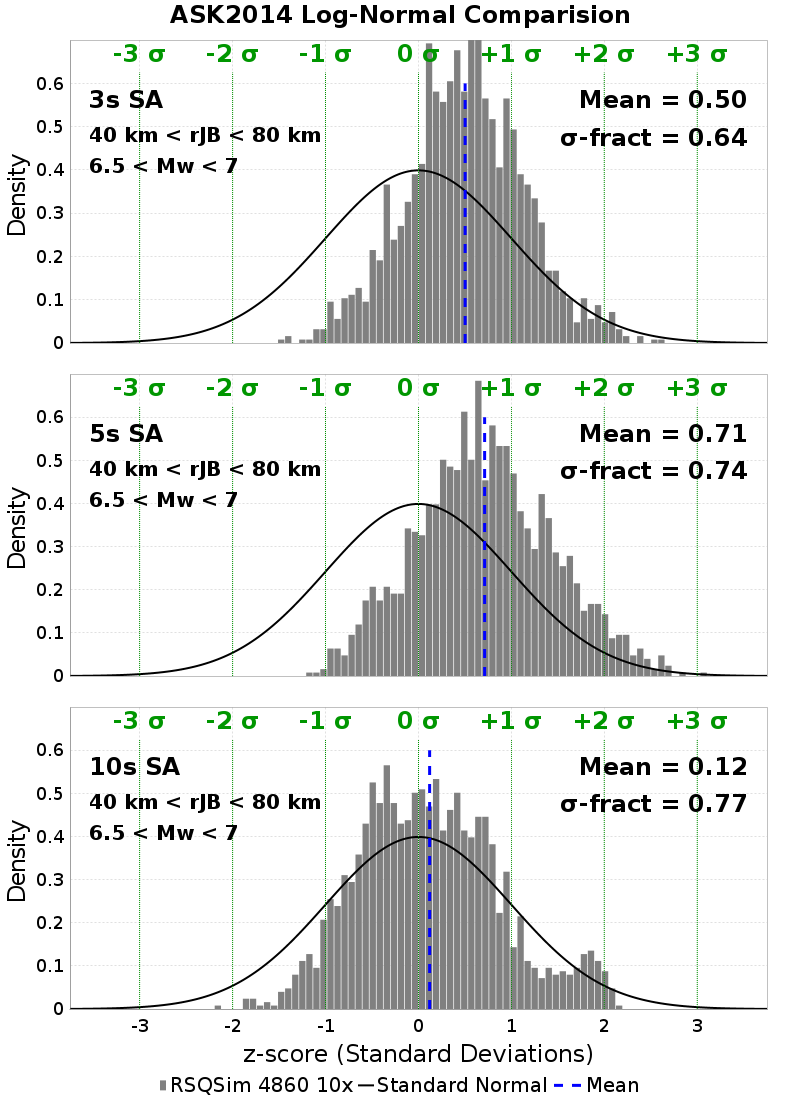 ASK2014 Log-Normal Comparision
-3 σ -2 σ -1 σ 0 σ +1 σ +2 σ +3 σ
3s SA
40 km < rJB < 80 km
6.5 < Mw < 7
Mean = 0.50
σ-fract = 0.64
Density
0.6
0.5
0.4
0.3
0.2
0.1
0
-3 σ -2 σ -1 σ 0 σ +1 σ +2 σ +3 σ
5s SA
40 km < rJB < 80 km
6.5 < Mw < 7
Mean = 0.71
σ-fract = 0.74
Density
0.6
0.5
0.4
0.3
0.2
0.1
0
-3 σ -2 σ -1 σ 0 σ +1 σ +2 σ +3 σ
10s SA
40 km < rJB < 80 km
6.5 < Mw < 7
Mean = 0.12
σ-fract = 0.77
Density
0.6
0.5
0.4
0.3
0.2
0.1
0
-3 -2 -1 0 1 2 3
z-score (Standard Deviations)
RSQSim 4860 10x Standard Normal Mean